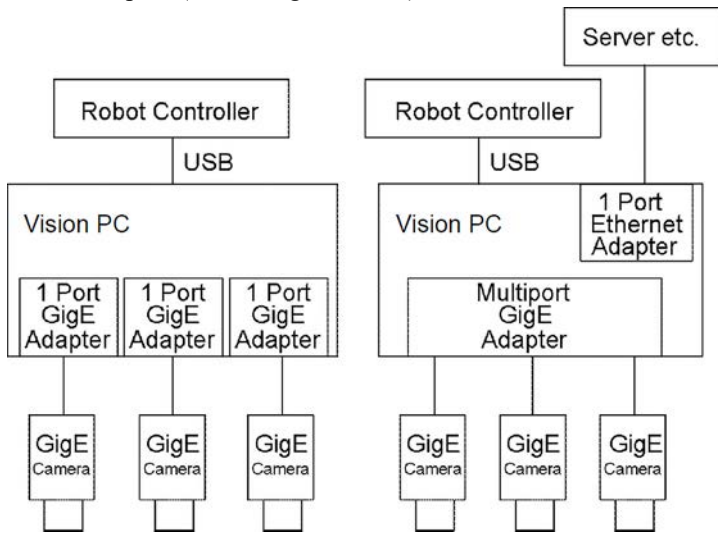 Server etc.
Robot Controller
USB
Vision PC
1 Port
GigE
Adapter
1 Port
GigE
Adapter
1 Port
GigE
Adapter
GigE
Camera
GigE
Camera
GigE
Camera
Robot Controller
USB
Vision PC
1 Port
Ethernet
Adapter
Multiport
GigE
Adapter
GigE
Camera
GigE
Camera
GigE
Camera